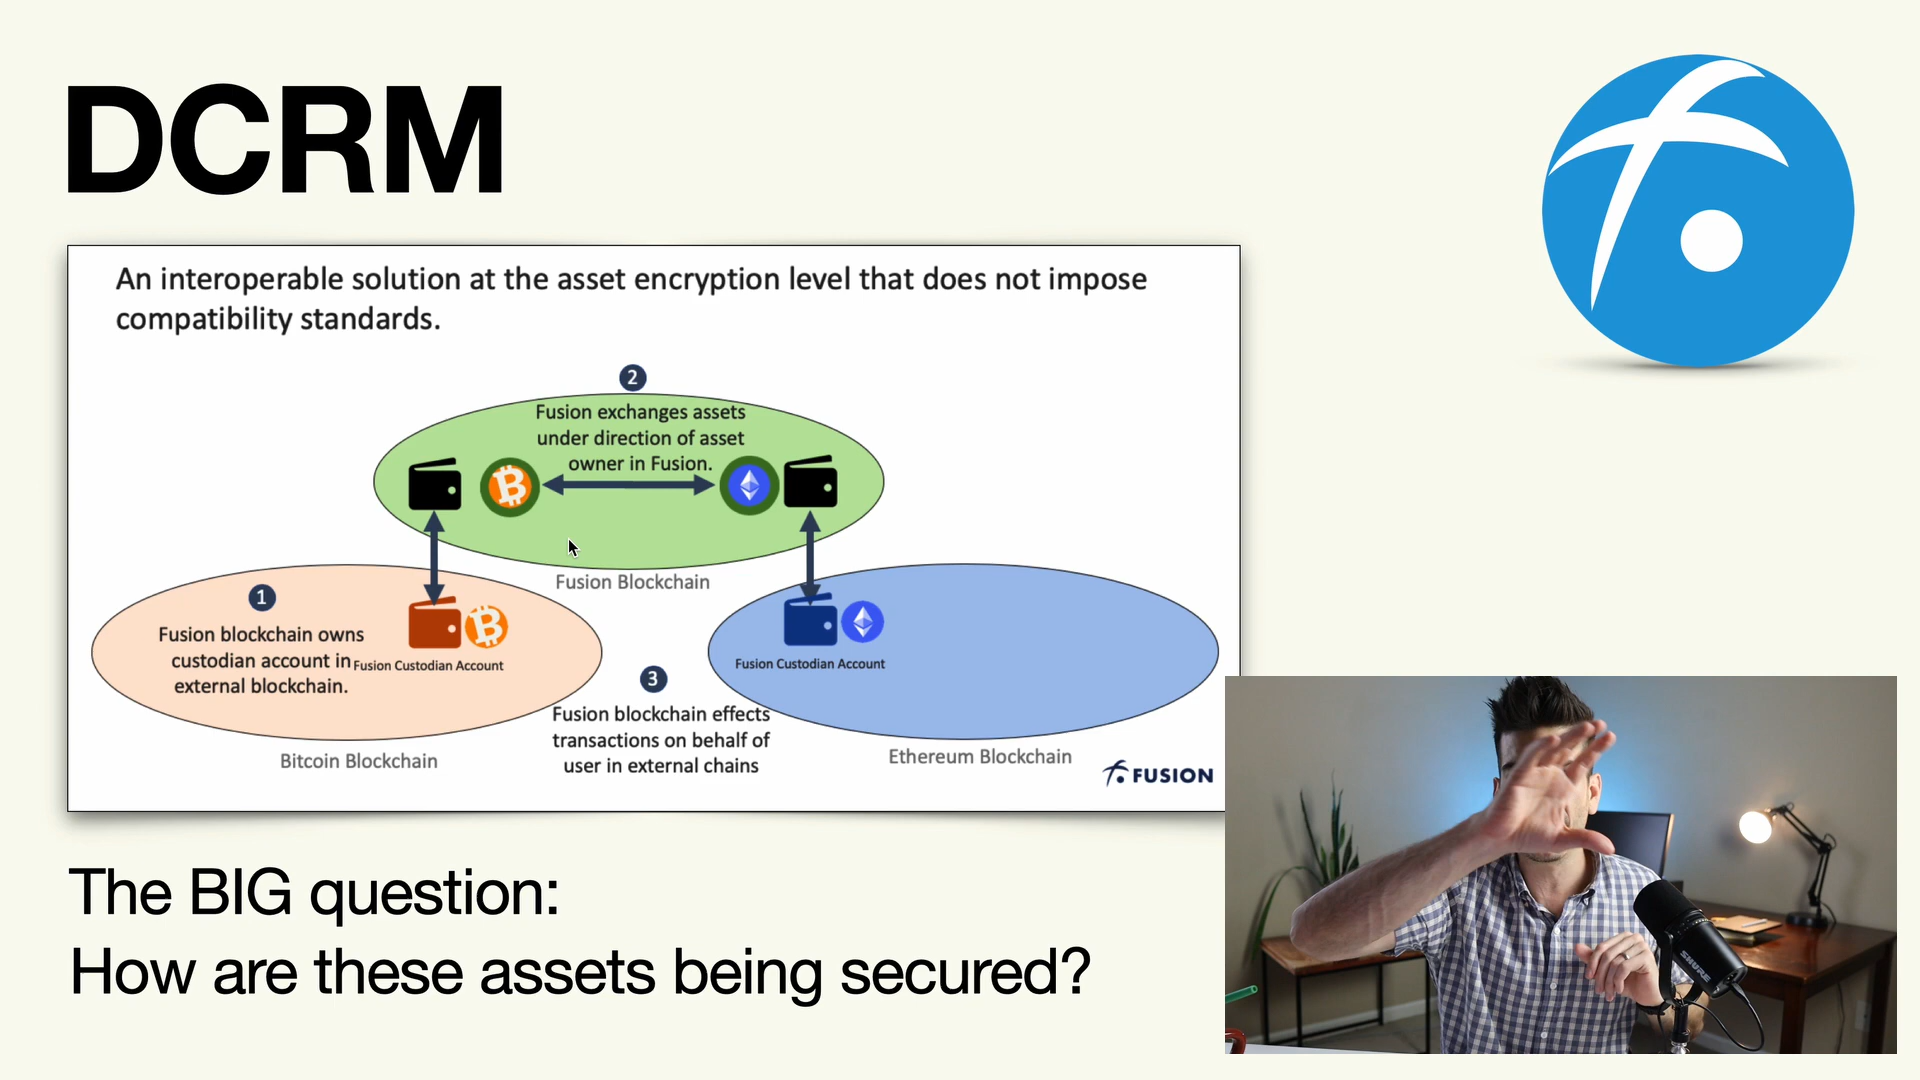 DCRM
An interoperable solution at the asset encryption level that does not impose
compatibility standards.
2
Fusion exchanges assets
under direction of asset
owner in Fusion.
Fusion Blockchain
1
Fusion blockchain owns
custodian account in
external blockchain.
Fusion Custodian Account
Bitcoin Blockchain
3
Fusion blockchain effects
transactions on behalf of
user in external chains
Fusion Custodian Account
Ethereum Blockchain
FUSION
The BIG question:
How are these assets being secured?
SHURE